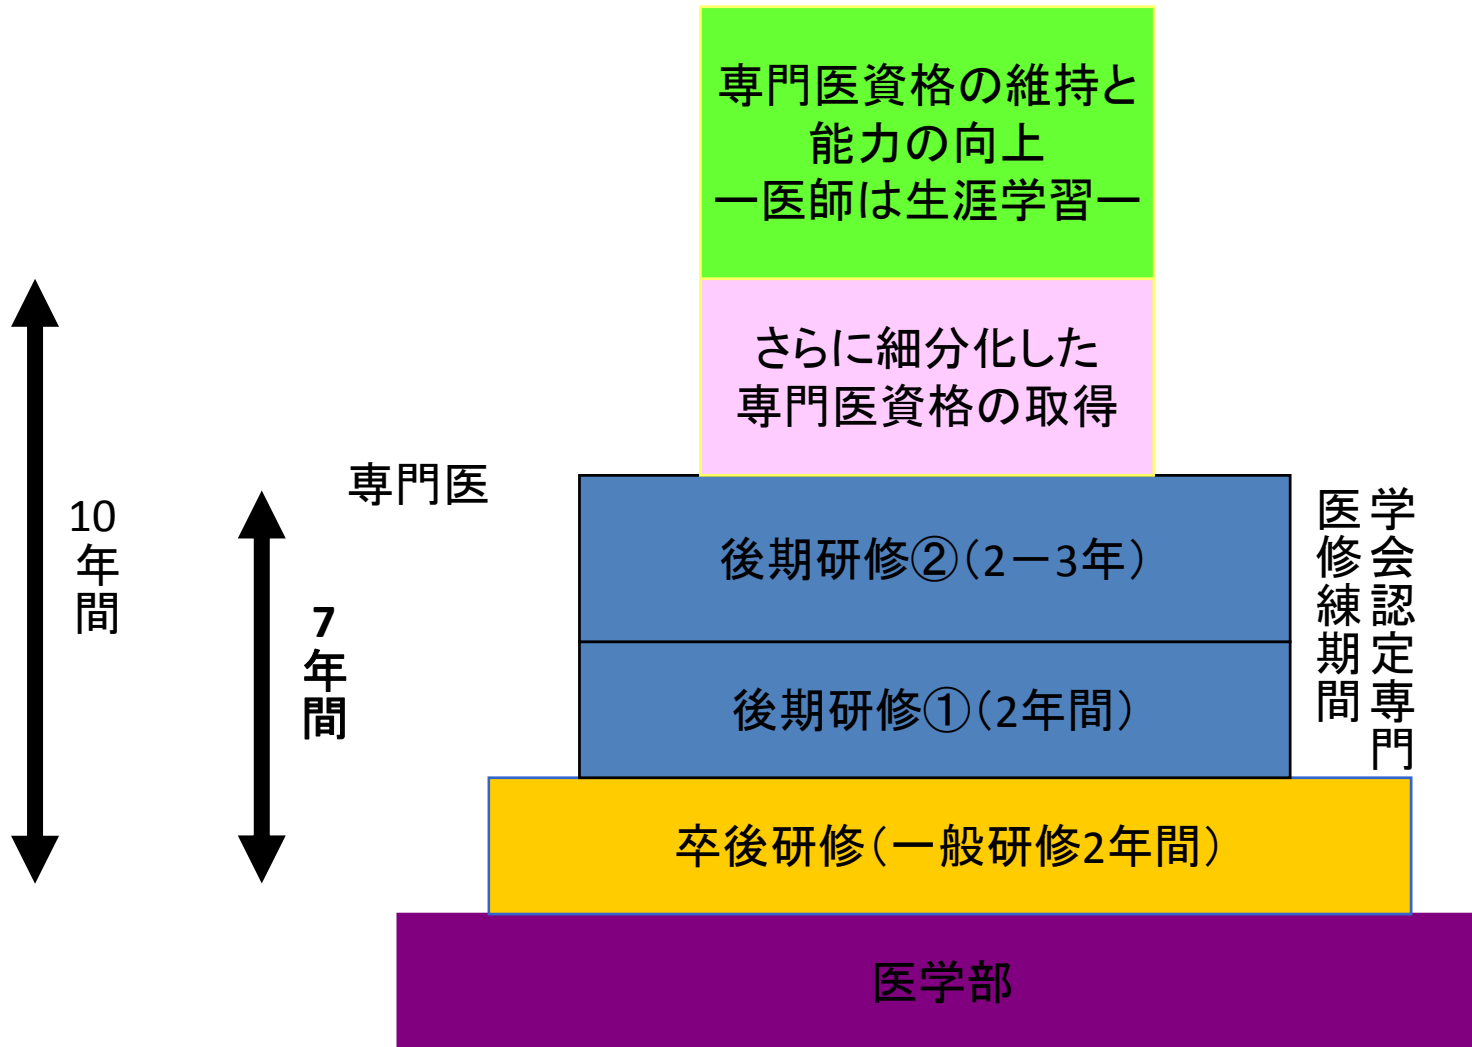 専門医資格の維持と
能力の向上
ー医師は生涯学習ー
さらに細分化した
専門医資格の取得
専門医
10
年間
7
年間
後期研修②(2ー3年)
後期研修①(2年間)
学会認定専門
医修練期間
卒後研修(一般研修2年間)
医学部